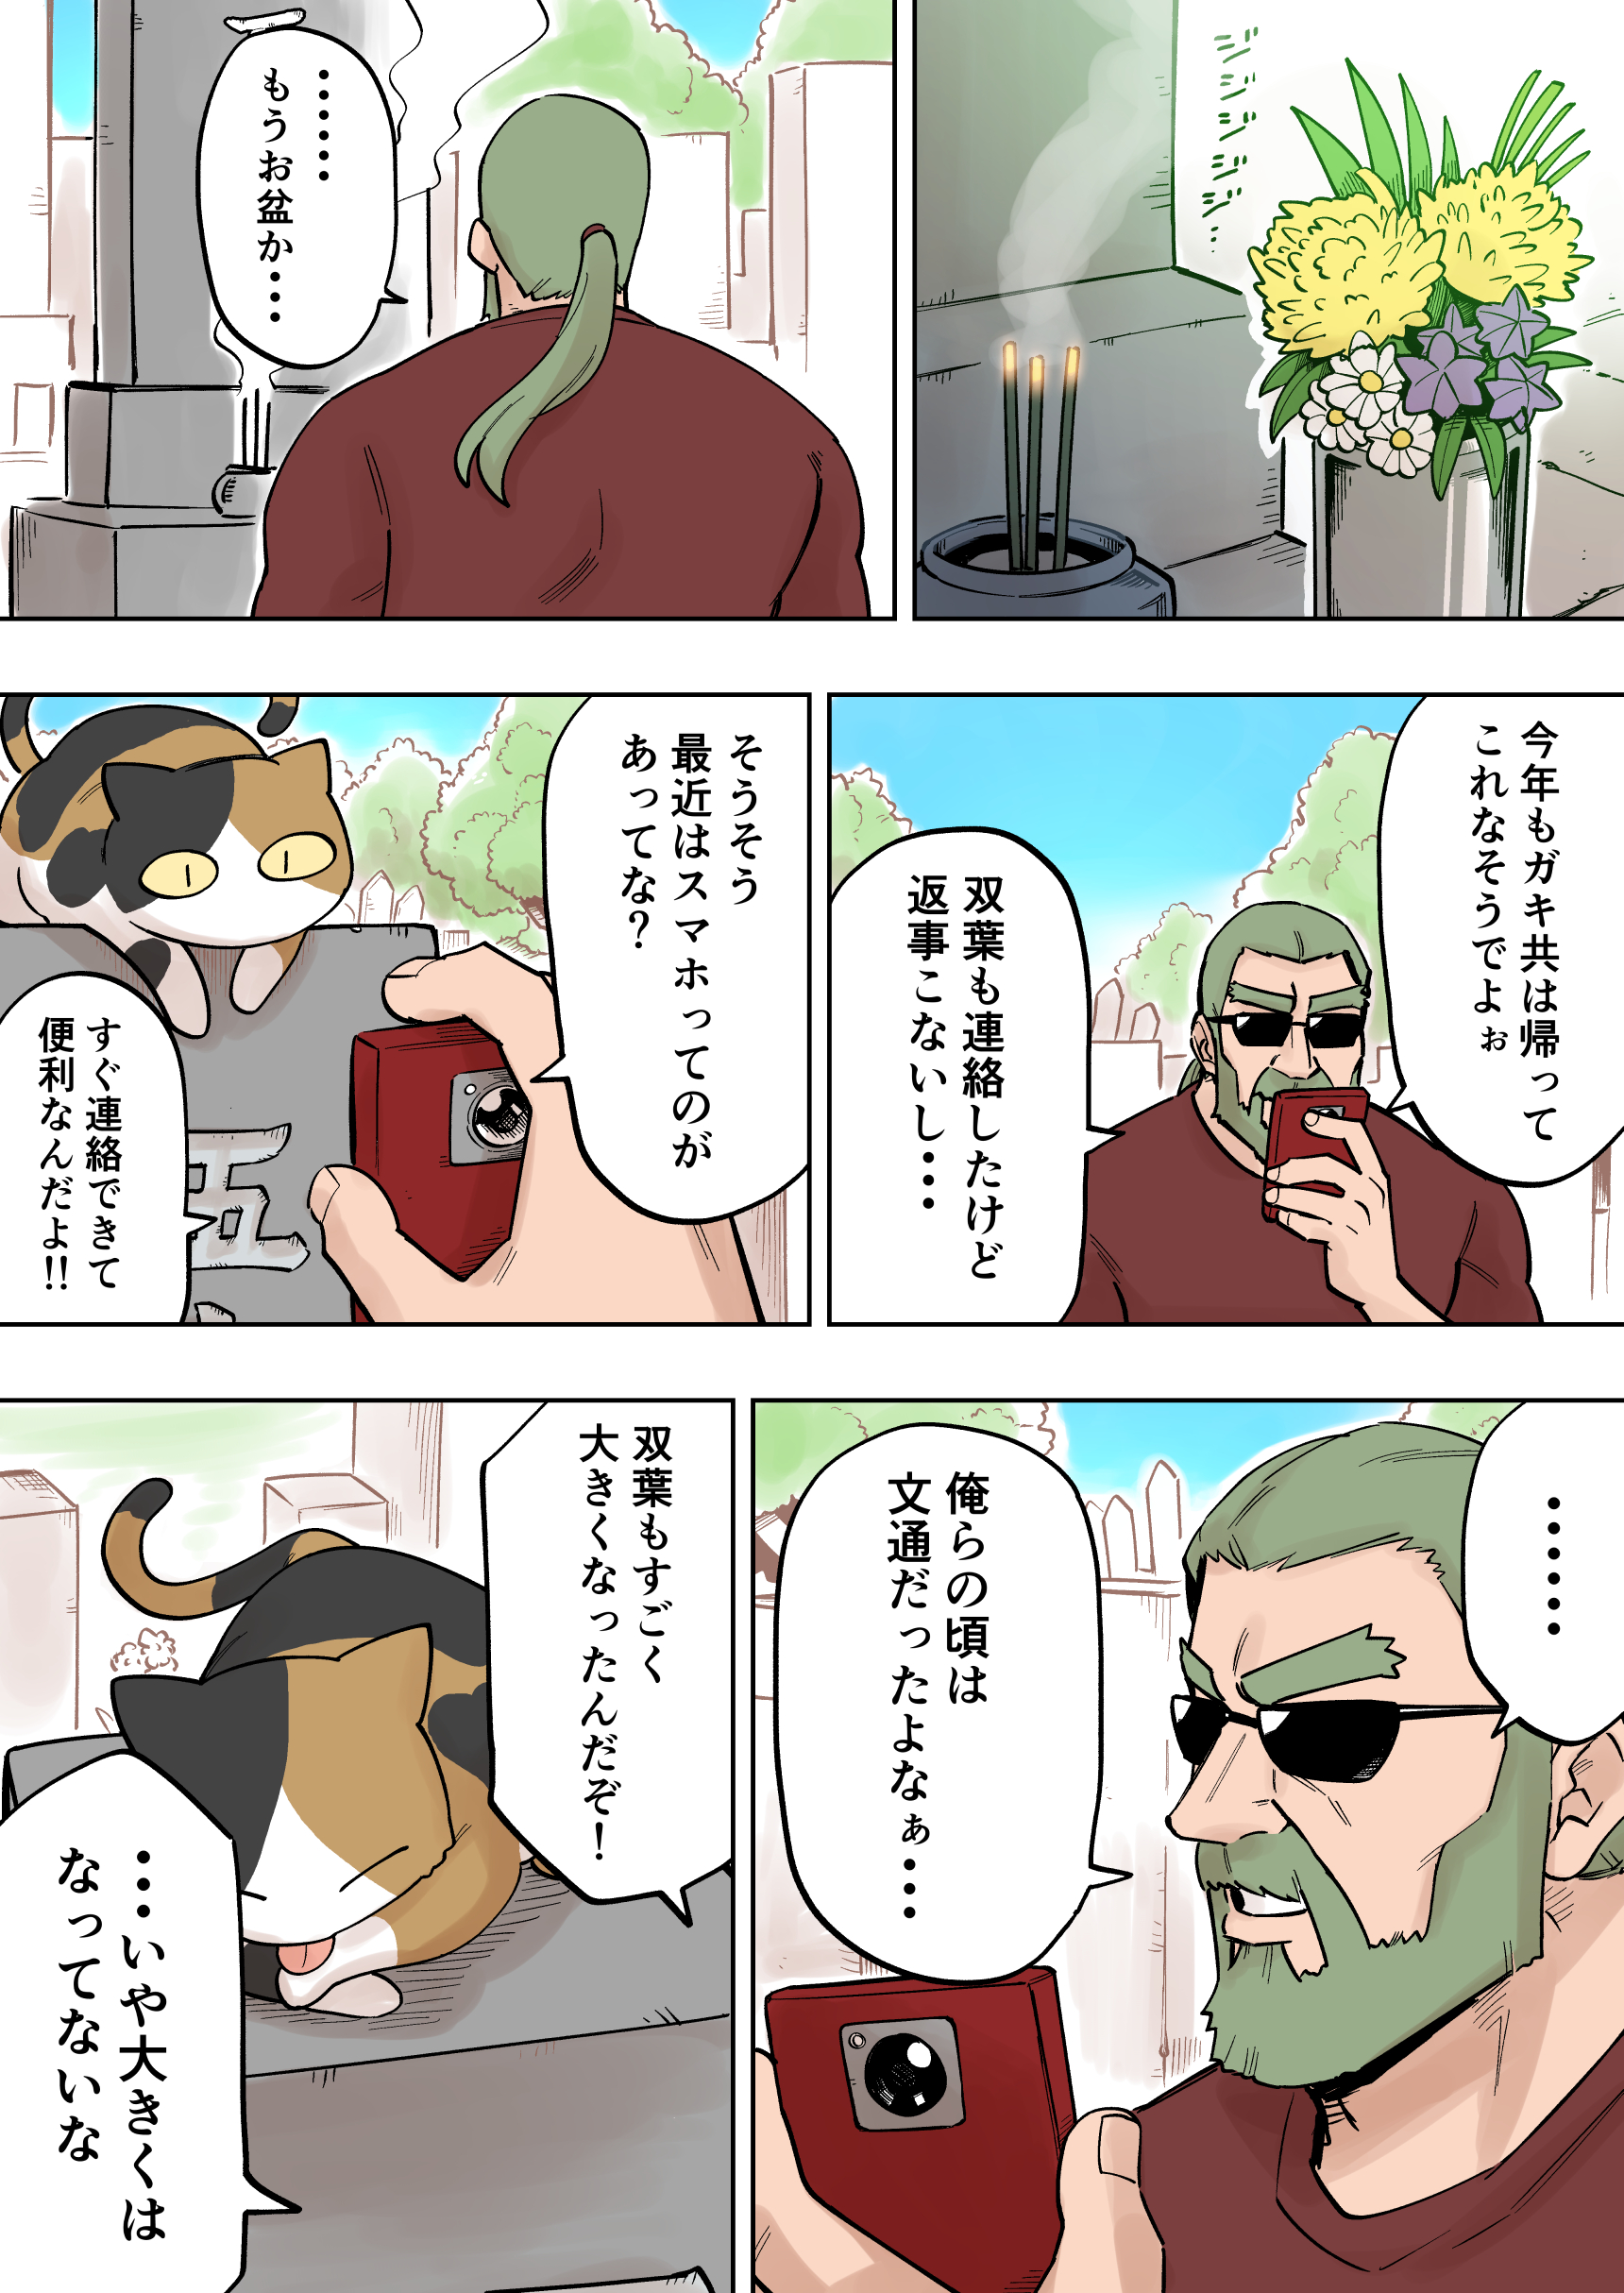 ジジジジジ…
……
もうお盆か…
今年もガキ共は帰って
これなそうでよぉ
双葉も連絡したけど
返事こないし…
そうそう
最近はスマホってのが
あってな?
すぐ連絡できて
便利なんだよ!!
……
俺らの頃は
文通だったよなぁ…
双葉もすごく
大きくなったんだぞ!
…いや大きくは
なってないな